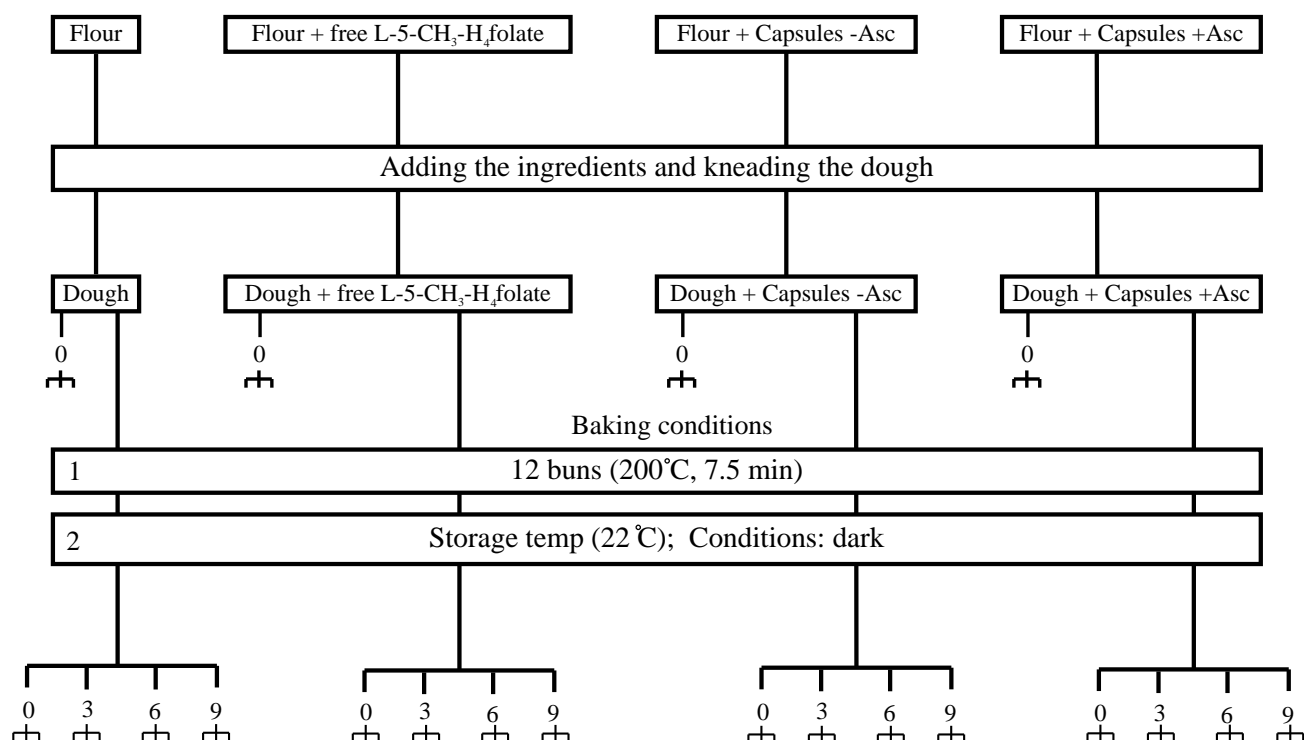 Flour Flour + free L-5-CH₃-H₄folate Flour + Capsules -Asc Flour + Capsules +Asc
Adding the ingredients and kneading the dough
Dough Dough + free L-5-CH₃-H₄folate Dough + Capsules -Asc Dough + Capsules +Asc
0 0 0 0
Baking conditions
1 12 buns (200°C, 7.5 min)
2 Storage temp (22°C); Conditions: dark
0 3 6 9 0 3 6 9 0 3 6 9 0 3 6 9